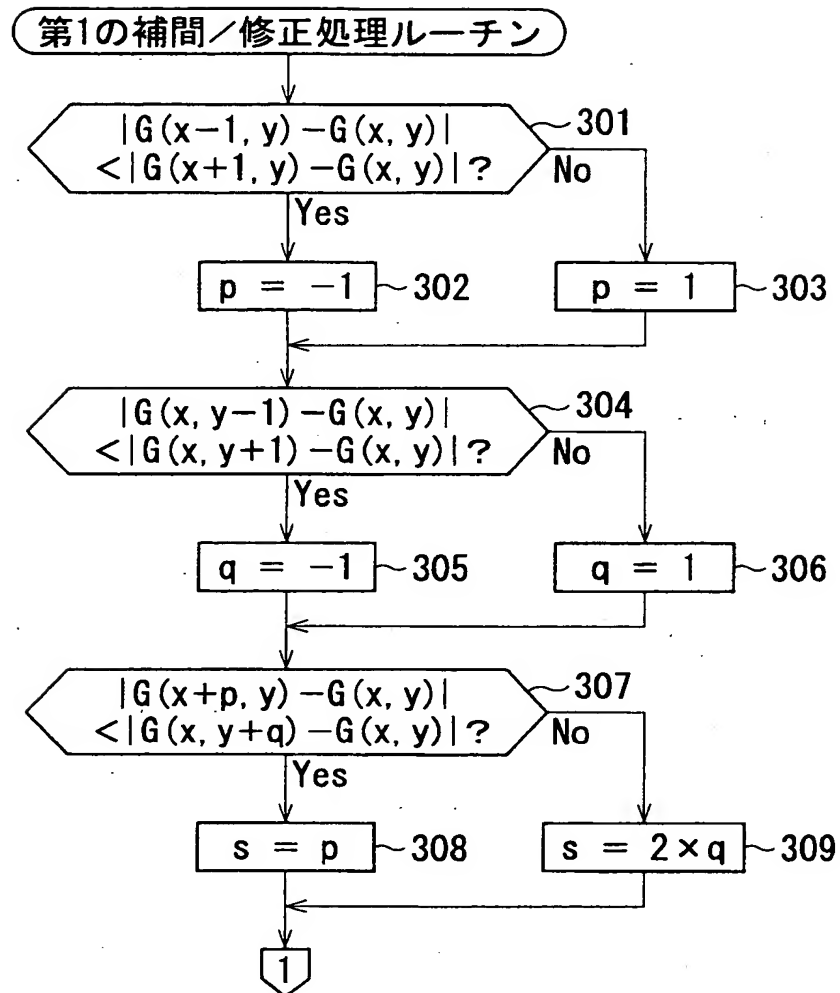 第1の補間／修正処理ルーチン
|G(x−1, y)−G(x, y)|
<|G(x+1, y)−G(x, y)|?
301
No
Yes
p = −1
302
p = 1
303
|G(x, y−1)−G(x, y)|
<|G(x, y+1)−G(x, y)|?
304
No
Yes
q = −1
305
q = 1
306
|G(x+p, y)−G(x, y)|
<|G(x, y+q)−G(x, y)|?
307
No
Yes
s = p
308
s = 2×q
309
1